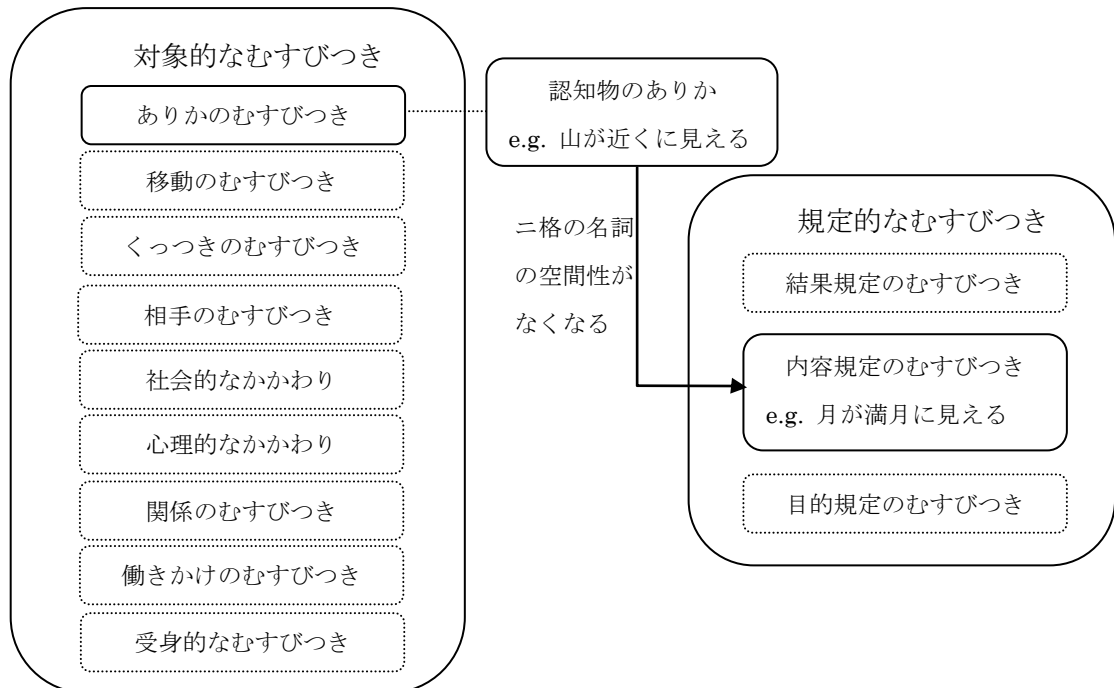 対象的なむすびつき
ありかのむすびつき
移動のむすびつき
くっつきのむすびつき
相手のむすびつき
社会的なかかわり
心理的なかかわり
関係のむすびつき
働きかけのむすびつき
受身的なむすびつき
認知物のありか
e.g. 山が近くに見える
ニ格の名詞
の空間性が
なくなる
規定的なむすびつき
結果規定のむすびつき
内容規定のむすびつき
e.g. 月が満月に見える
目的規定のむすびつき